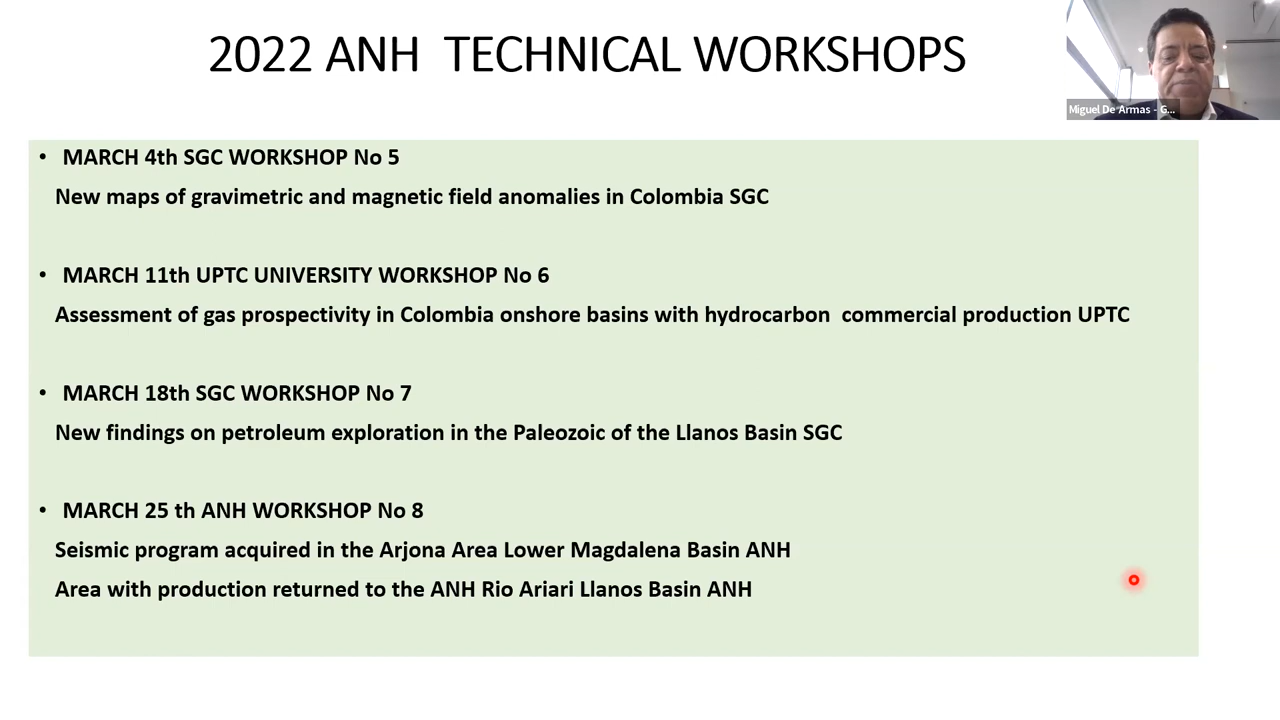 2022 ANH TECHNICAL WORKSHOPS
Miguel De Armas - G...
• MARCH 4th SGC WORKSHOP No 5
New maps of gravimetric and magnetic field anomalies in Colombia SGC
• MARCH 11th UPTC UNIVERSITY WORKSHOP No 6
Assessment of gas prospectivity in Colombia onshore basins with hydrocarbon commercial production UPTC
• MARCH 18th SGC WORKSHOP No 7
New findings on petroleum exploration in the Paleozoic of the Llanos Basin SGC
• MARCH 25 th ANH WORKSHOP No 8
Seismic program acquired in the Arjona Area Lower Magdalena Basin ANH
Area with production returned to the ANH Rio Ariari Llanos Basin ANH